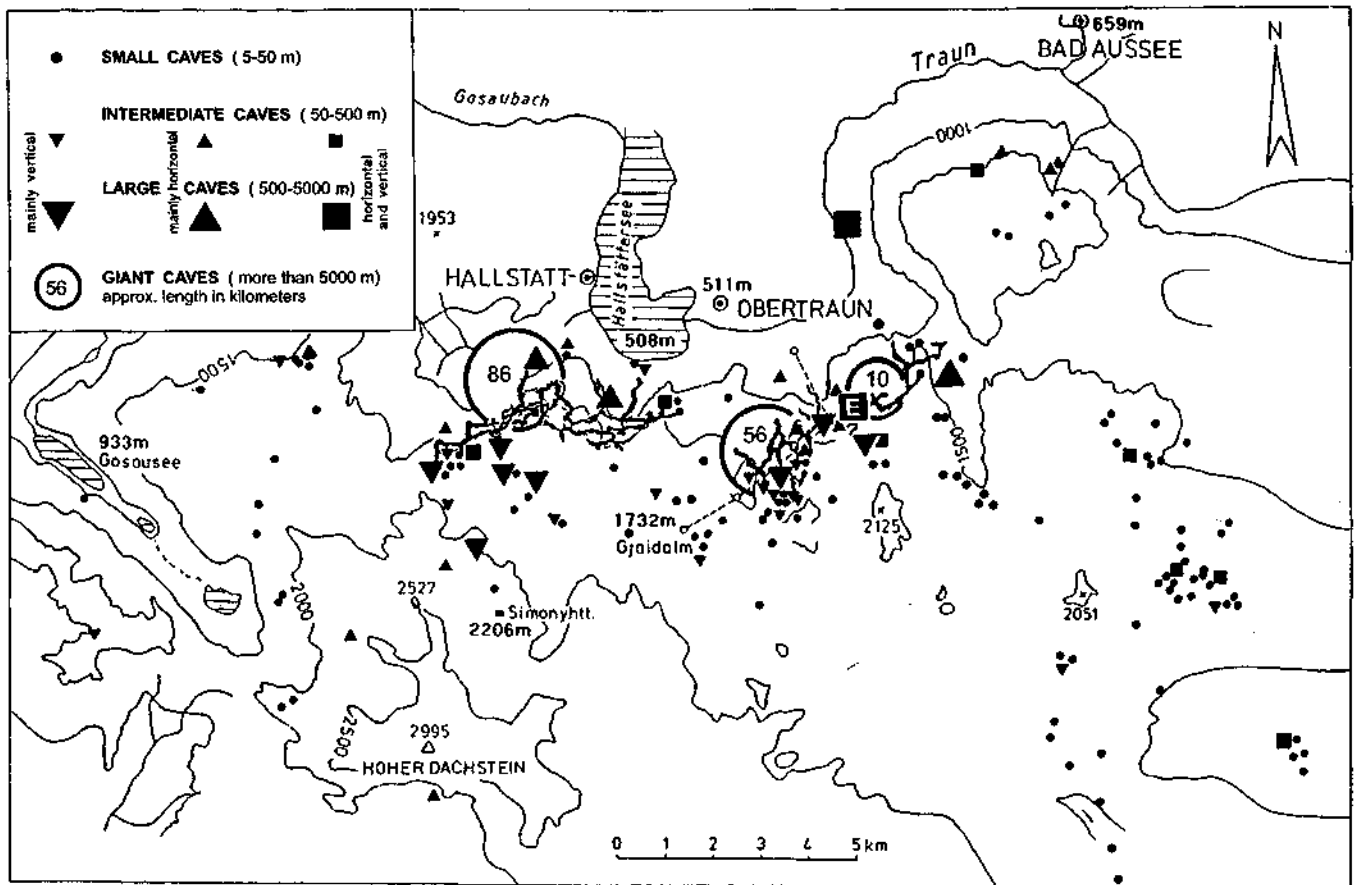 SMALL CAVES (5-50 m)
INTERMEDIATE CAVES (50-500 m)
mainly vertical
mainly horizontal
horizontal and vertical
LARGE CAVES (500-5000 m)
56
GIANT CAVES (more than 5000 m)
approx. length in kilometers
659m
BAD AUSSEE
N
Traun
Gosaubach
1000
1953
Hallstättersee
HALLSTATT
511m
OBERTRAUN
508m
1500
86
10
E
?
56
1500
933m
Gosausee
1732m
Gjaidalm
2125
2000
2527
Simonyhtt.
2206m
2051
2500
2995
HOHER DACHSTEIN
0 1 2 3 4 5 km